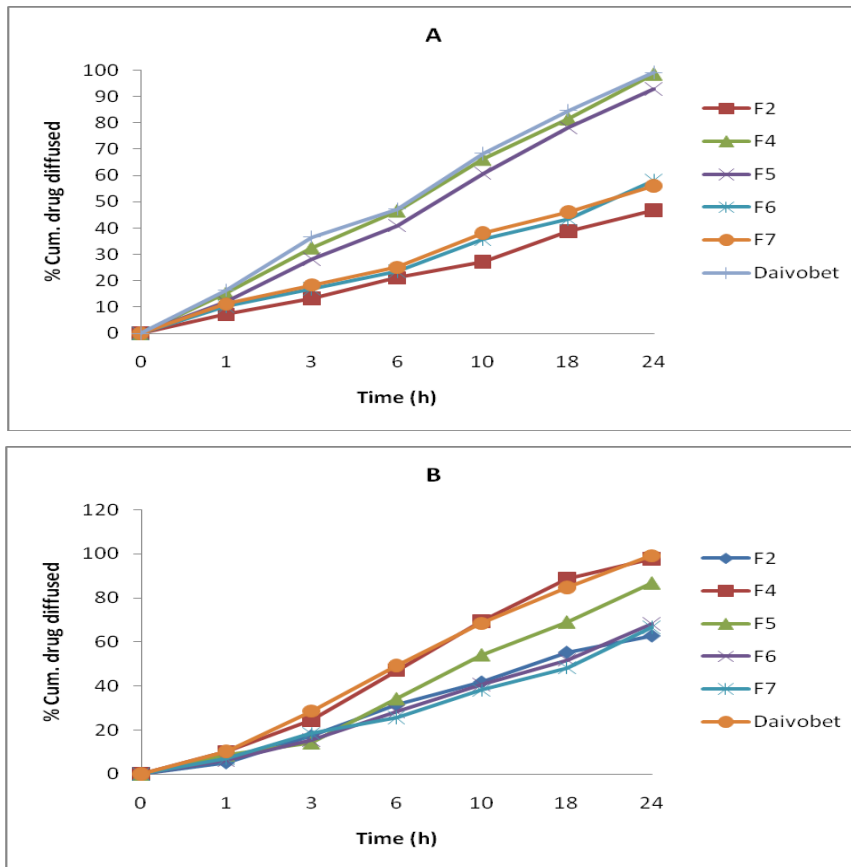 A
% Cum. drug diffused
100
90
80
70
60
50
40
30
20
10
0
0 1 3 6 10 18 24
Time (h)
F2
F4
F5
F6
F7
Daivobet
B
% Cum. drug diffused
120
100
80
60
40
20
0
0 1 3 6 10 18 24
Time (h)
F2
F4
F5
F6
F7
Daivobet